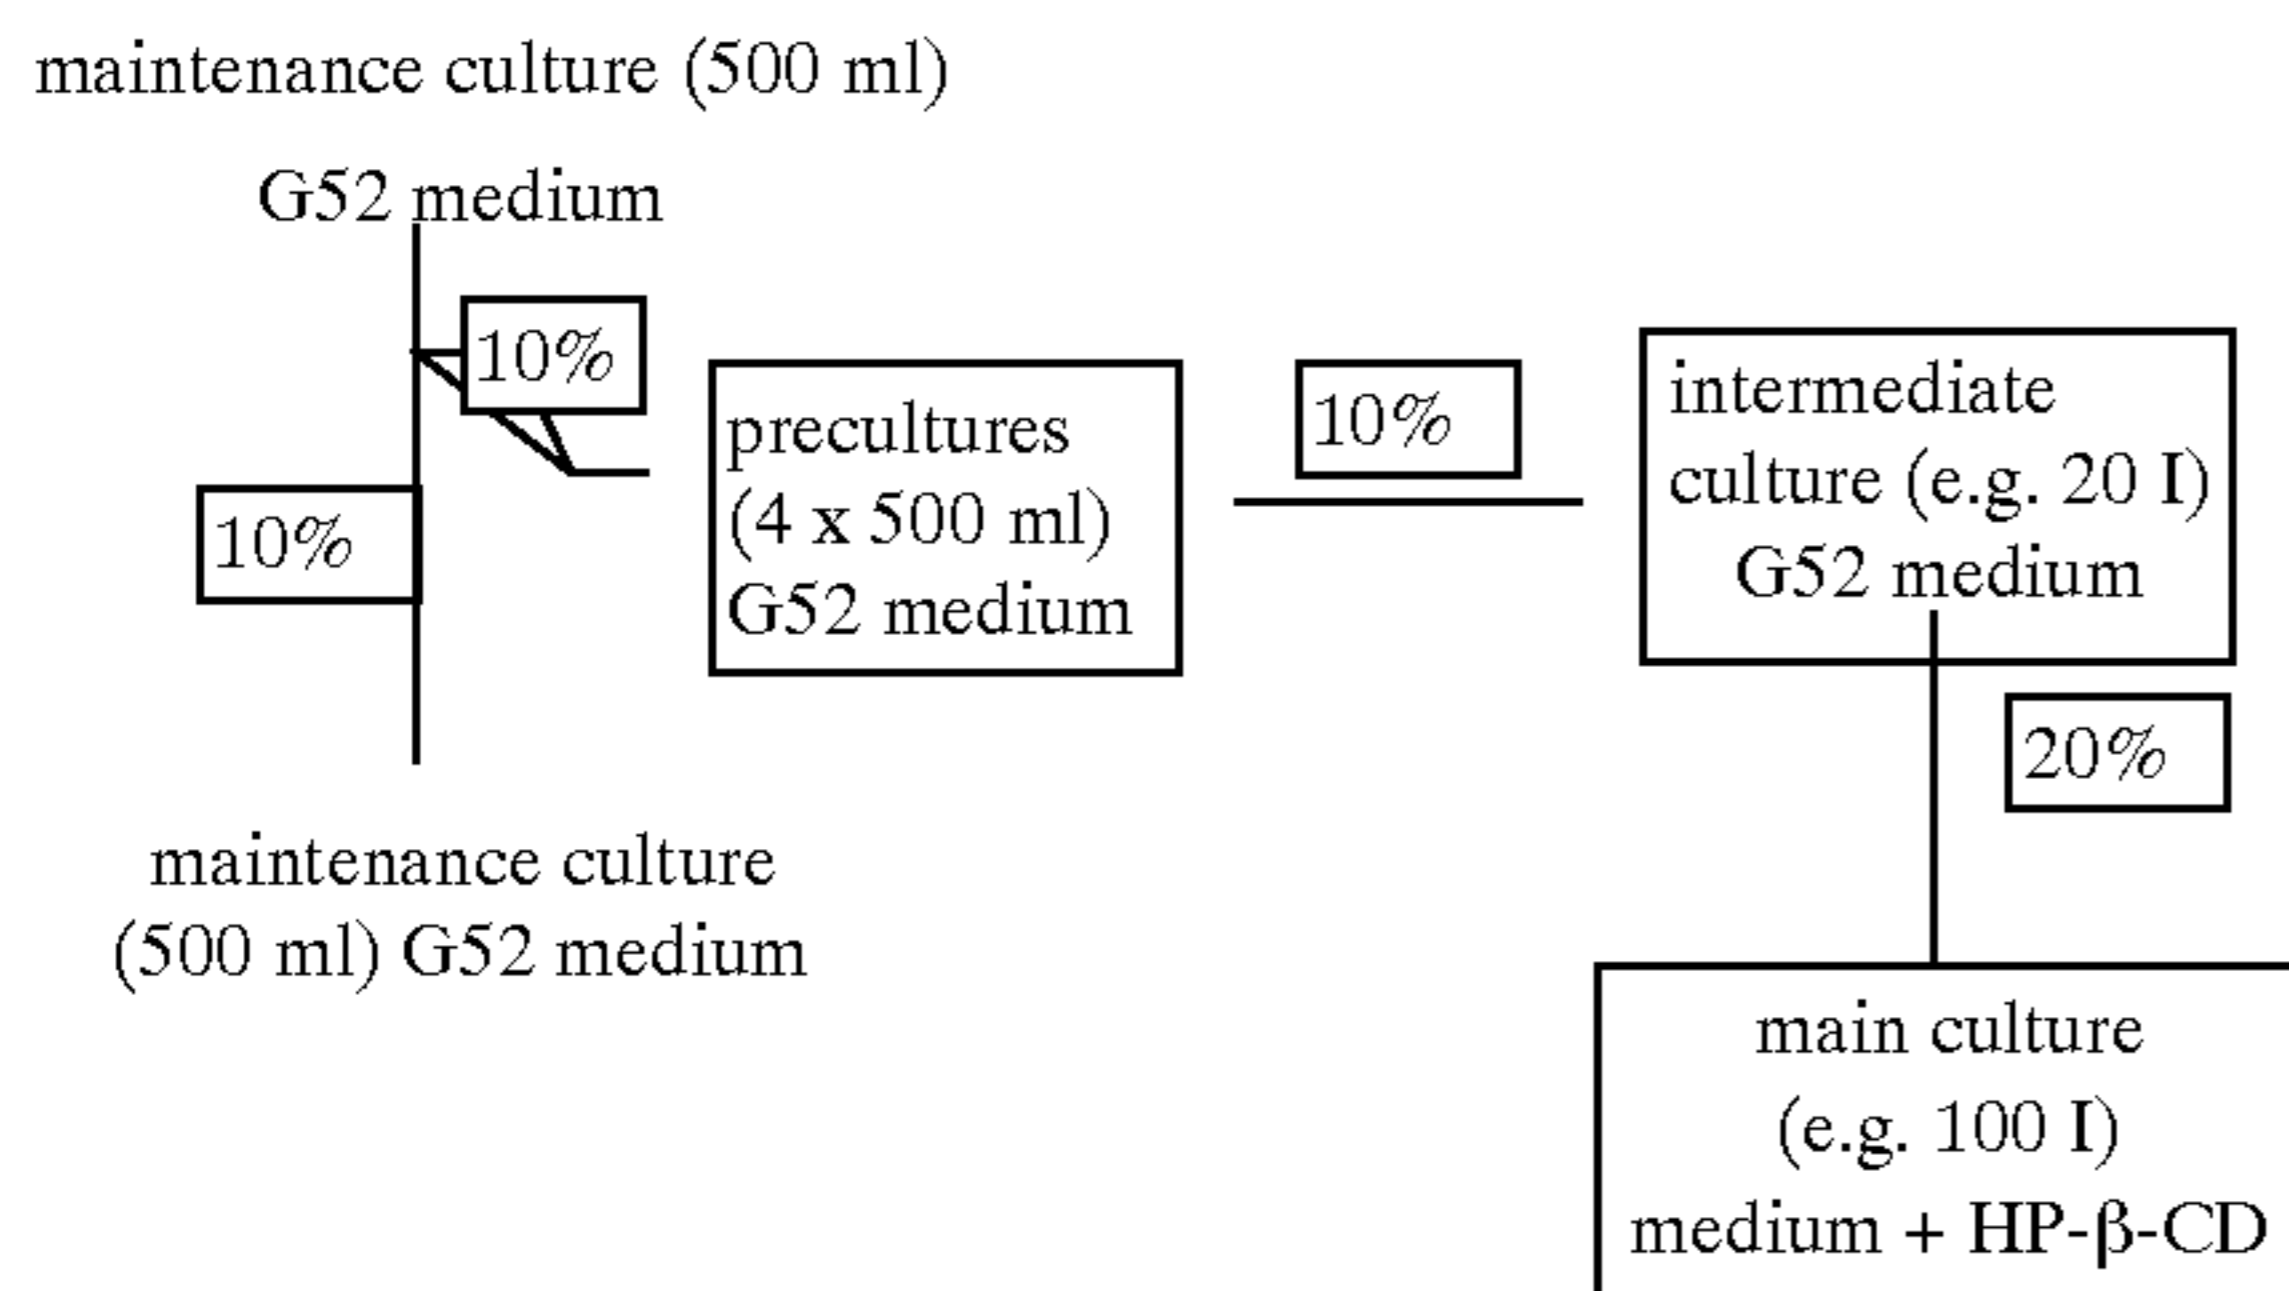 maintenance culture (500 ml)
G52 medium
10%
10%
precultures
(4 x 500 ml)
G52 medium
10%
intermediate
culture (e.g. 20 I)
G52 medium
20%
maintenance culture
(500 ml) G52 medium
main culture
(e.g. 100 I)
medium + HP-β-CD